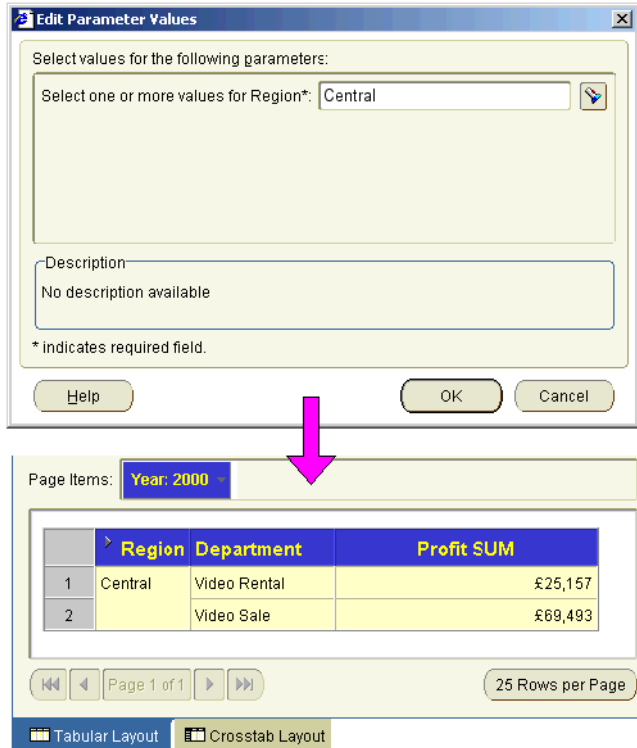 Edit Parameter Values
Select values for the following parameters:
Select one or more values for Region*: Central
Description
No description available
* indicates required field.
Help OK Cancel
Page Items: Year: 2000
Region Department Profit SUM
1 Central Video Rental £25,157
2 Video Sale £69,493
Page 1 of 1 25 Rows per Page
Tabular Layout Crosstab Layout